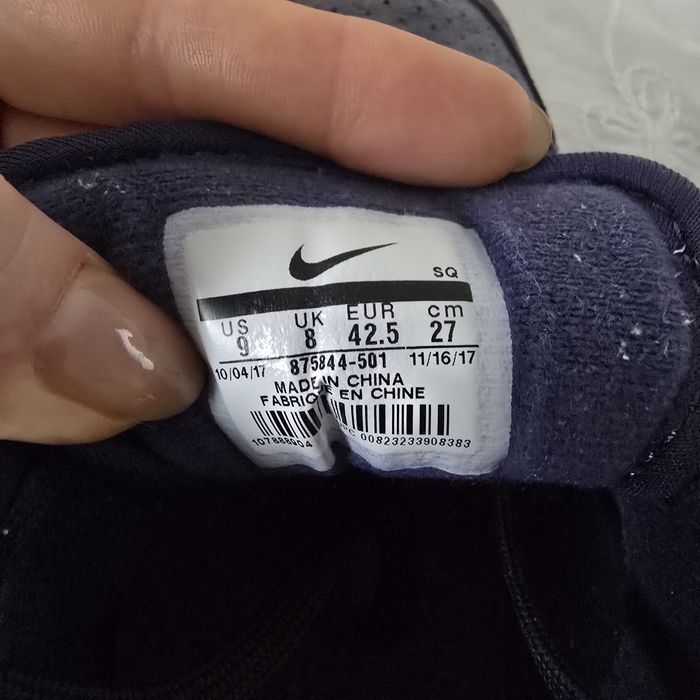 SQ
US UK EUR cm
9 8 42.5 27
10/04/17 875844-501 11/16/17
MADE IN CHINA
EN CHINE
107888904 00823233908383